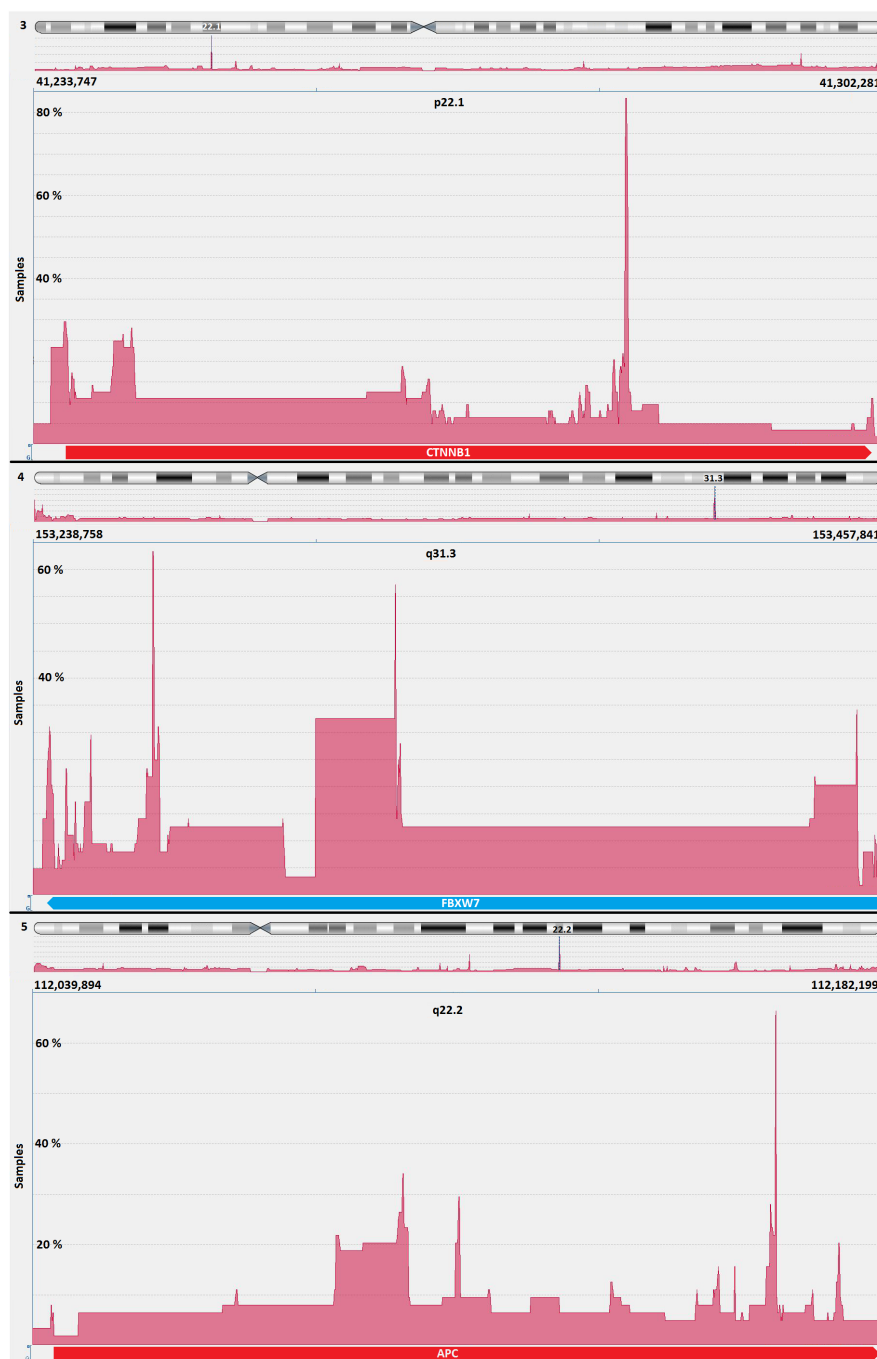 3
22.1
41,233,747 41,302,281
p22.1
80 %
60 %
Samples
40 %
CTNNB1
4
31.3
153,238,758 153,457,841
q31.3
60 %
40 %
Samples
FBXW7
5
22.2
112,039,894 112,182,199
q22.2
60 %
40 %
Samples
20 %
APC